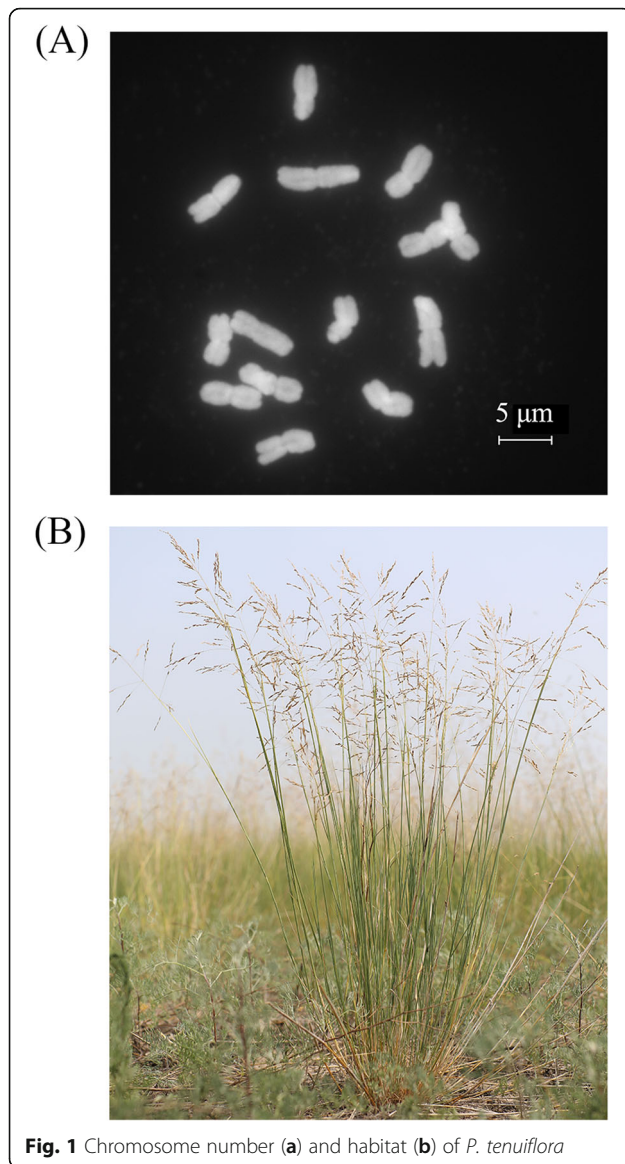 (A)
5 μm
(B)
Fig. 1 Chromosome number (a) and habitat (b) of P. tenuiflora